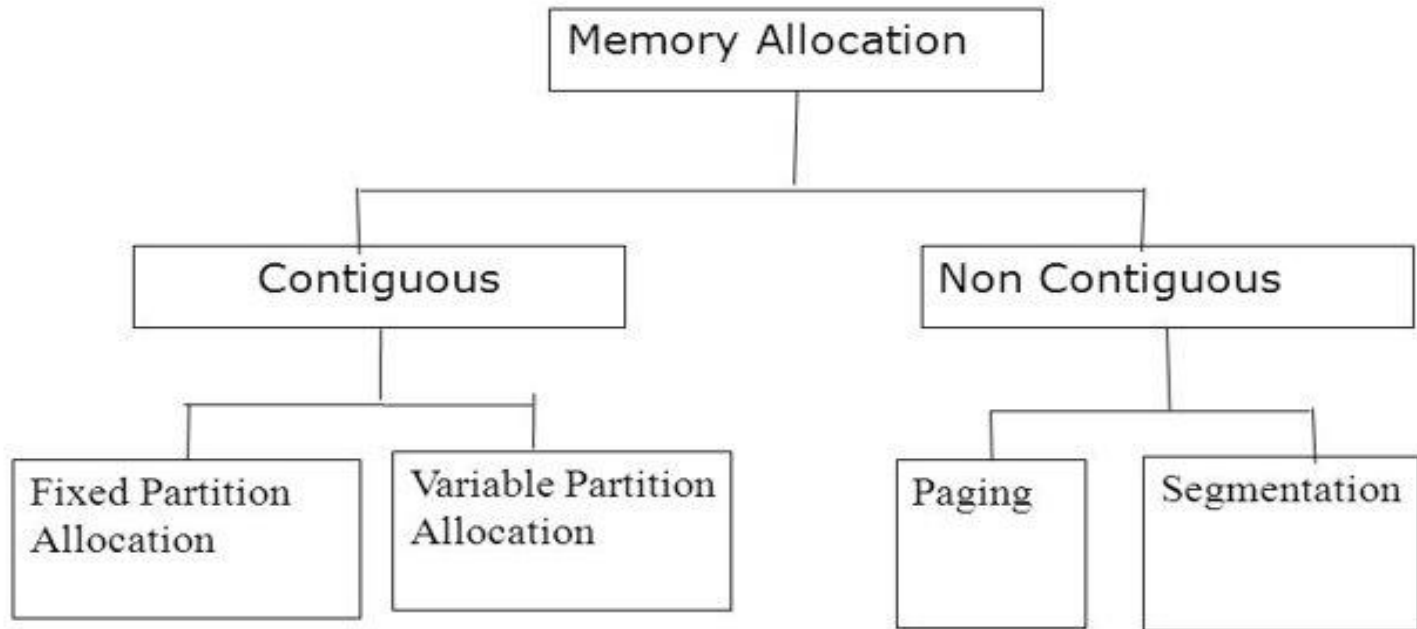 Memory Allocation
Contiguous
Non Contiguous
Fixed Partition
Allocation
Variable Partition
Allocation
Paging
Segmentation